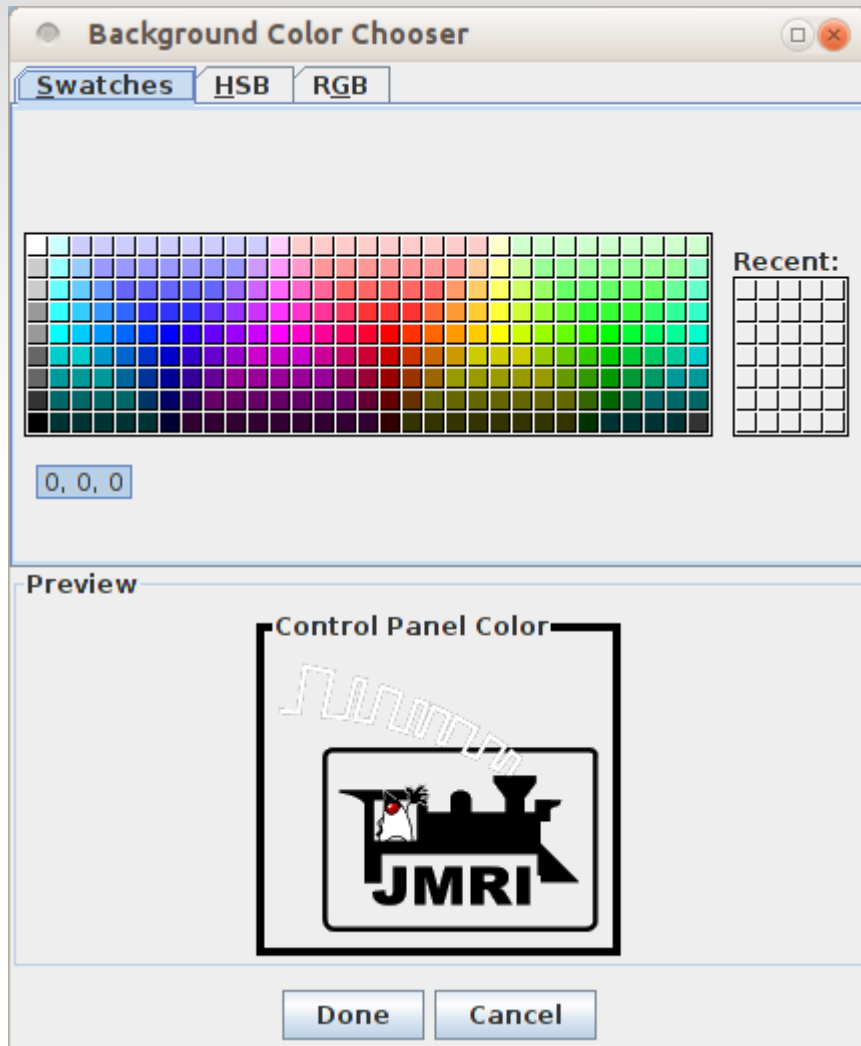 Background Color Chooser
Swatches HSB RGB
Recent:
0, 0, 0
Preview
Control Panel Color
JMRI
Done Cancel